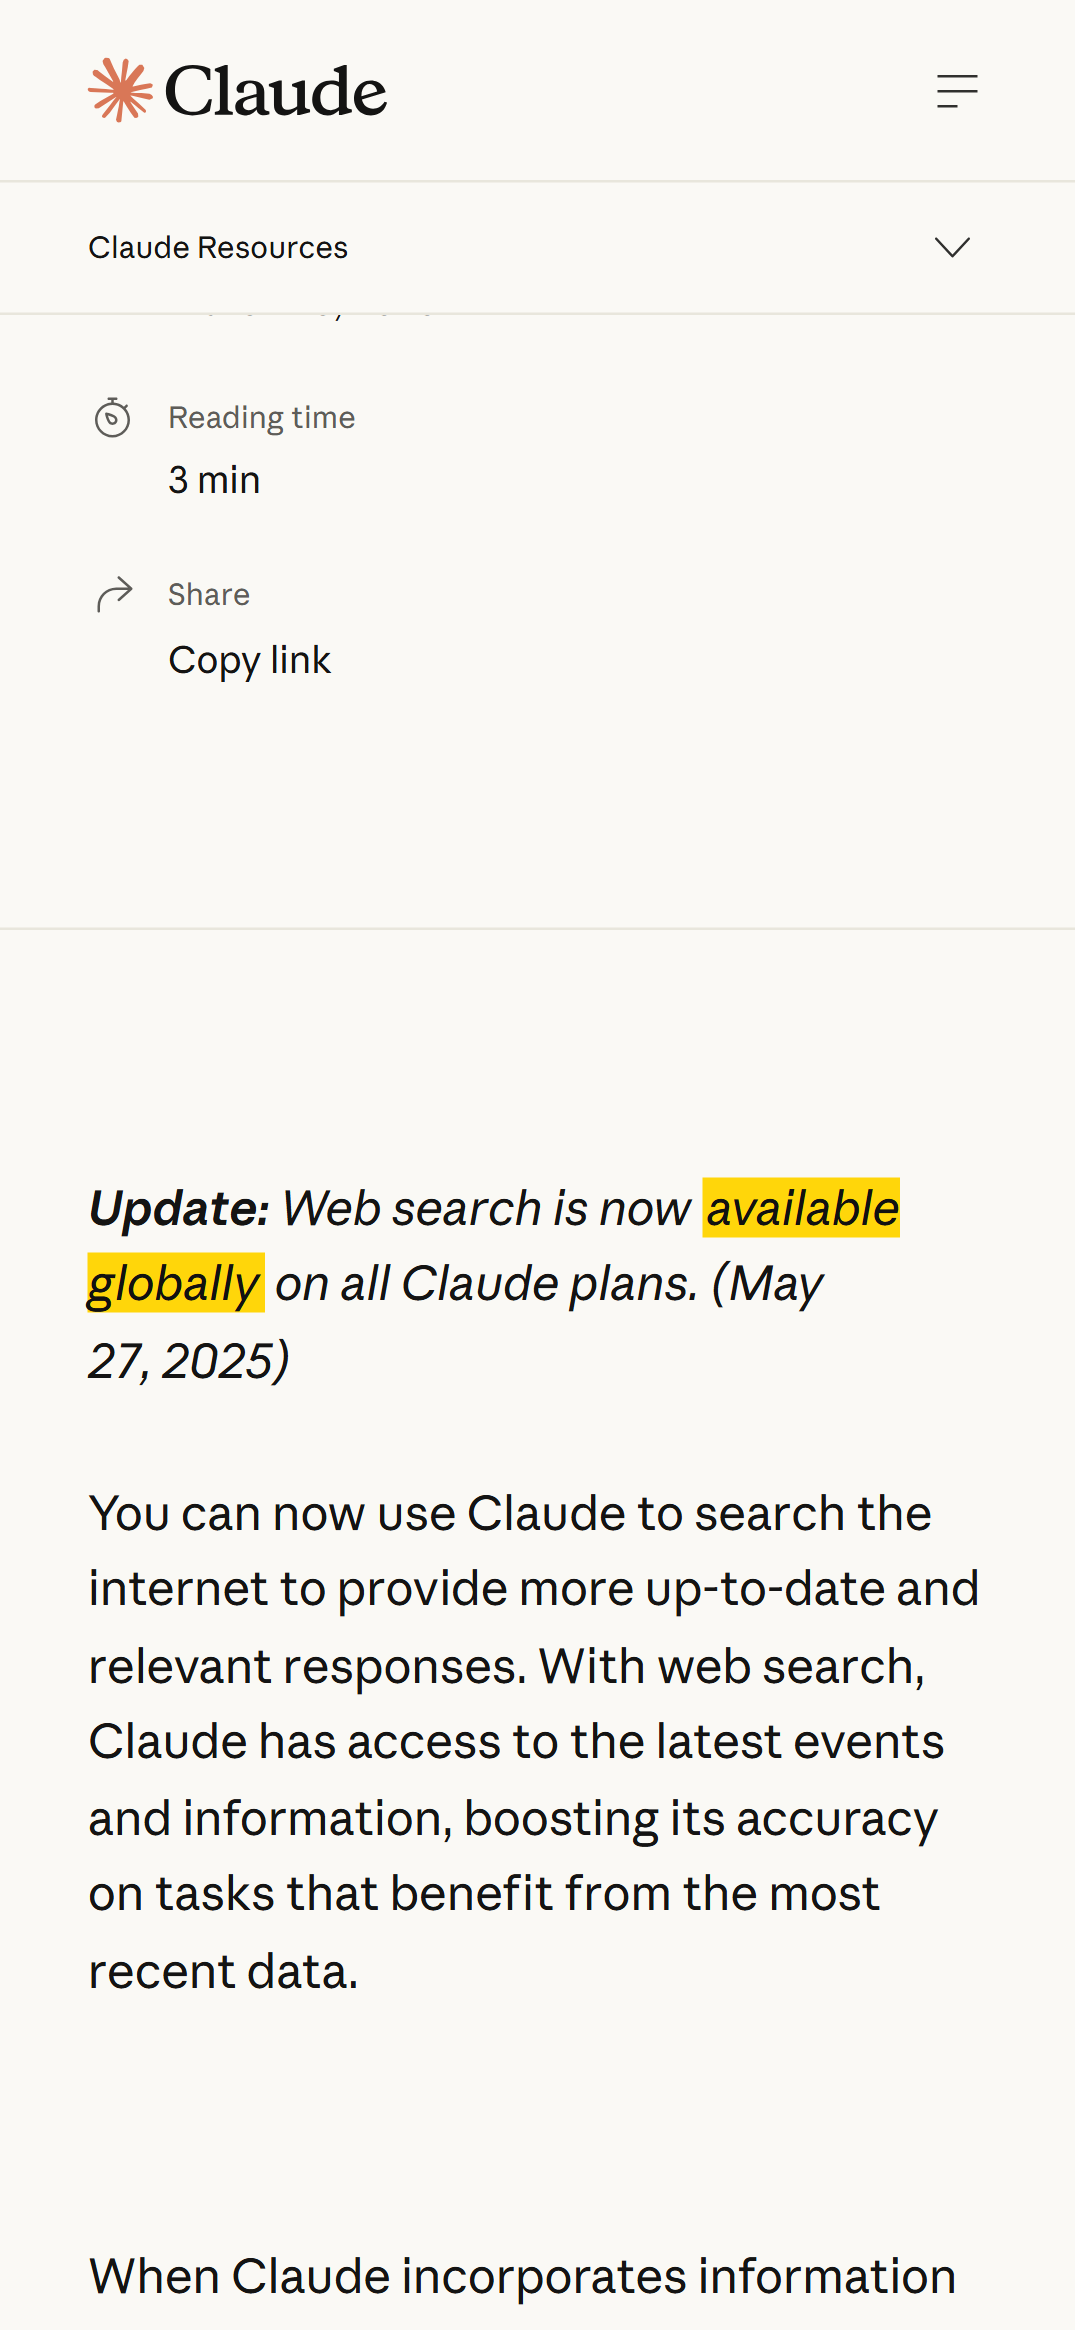 Claude
Claude Resources
Reading time
3 min
Share
Copy link
Update: Web search is now available
globally on all Claude plans. (May
27, 2025)
You can now use Claude to search the
internet to provide more up-to-date and
relevant responses. With web search,
Claude has access to the latest events
and information, boosting its accuracy
on tasks that benefit from the most
recent data.
When Claude incorporates information